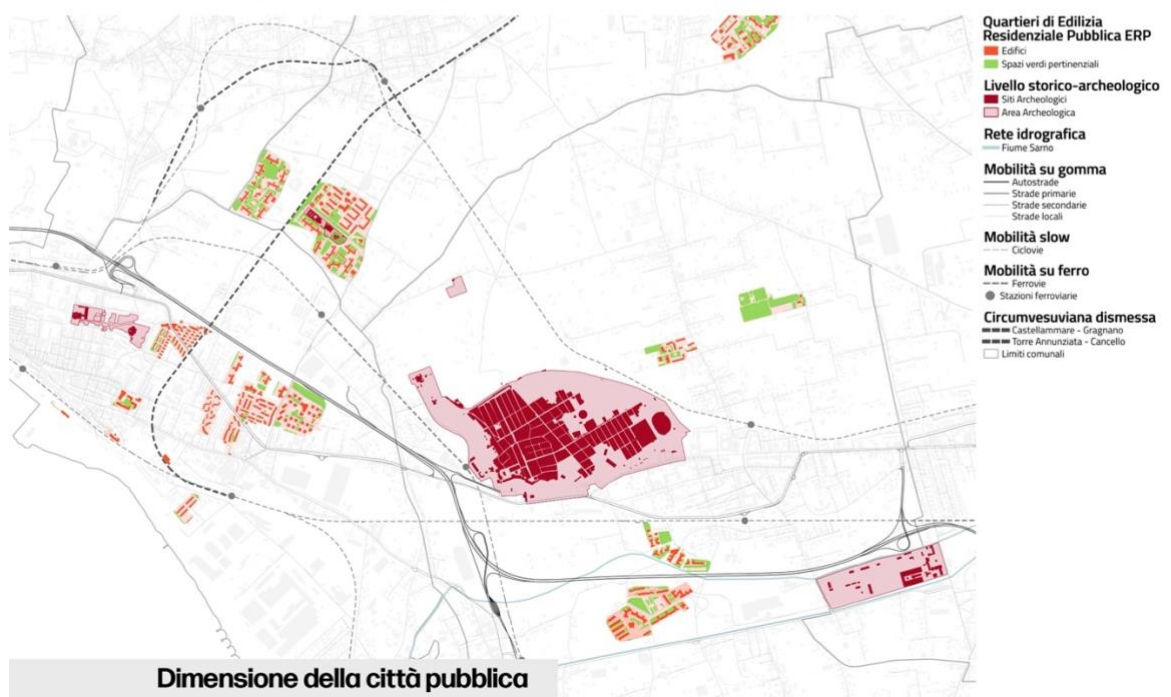 Quartieri di Edilizia
Residenziale Pubblica ERP
Edifici
Spazi verdi pertinenziali
Livello storico-archeologico
Siti Archeologici
Area Archeologica
Rete idrografica
Fiume Sarno
Mobilità su gomma
Autostrade
Strade primarie
Strade secondarie
Strade locali
Mobilità slow
Ciclovie
Mobilità su ferro
Ferrovie
Stazioni ferroviarie
Circumvesuviana dismessa
Castellammare - Gragnano
Torre Annunziata - Cancello
Limiti comunali
Dimensione della città pubblica